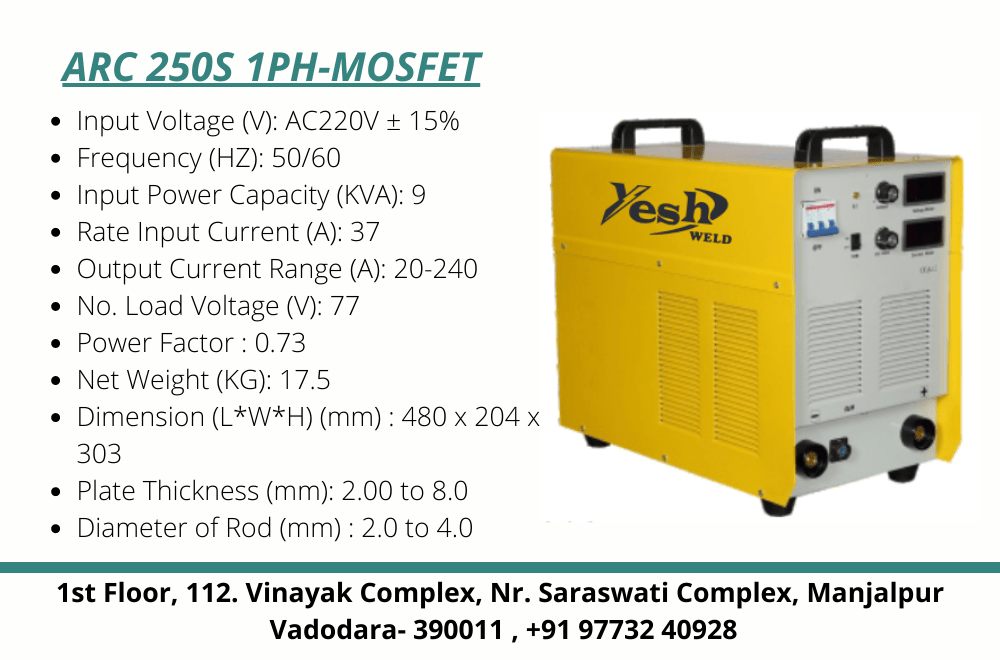 ARC 250S 1PH-MOSFET
• Input Voltage (V): AC220V ± 15%
• Frequency (HZ): 50/60
• Input Power Capacity (KVA): 9
• Rate Input Current (A): 37
• Output Current Range (A): 20-240
• No. Load Voltage (V): 77
• Power Factor : 0.73
• Net Weight (KG): 17.5
• Dimension (L*W*H) (mm) : 480 x 204 x
303
• Plate Thickness (mm): 2.00 to 8.0
• Diameter of Rod (mm) : 2.0 to 4.0
Yesh
WELD
ON
OFF
+
-
1st Floor, 112. Vinayak Complex, Nr. Saraswati Complex, Manjalpur
Vadodara- 390011 , +91 97732 40928